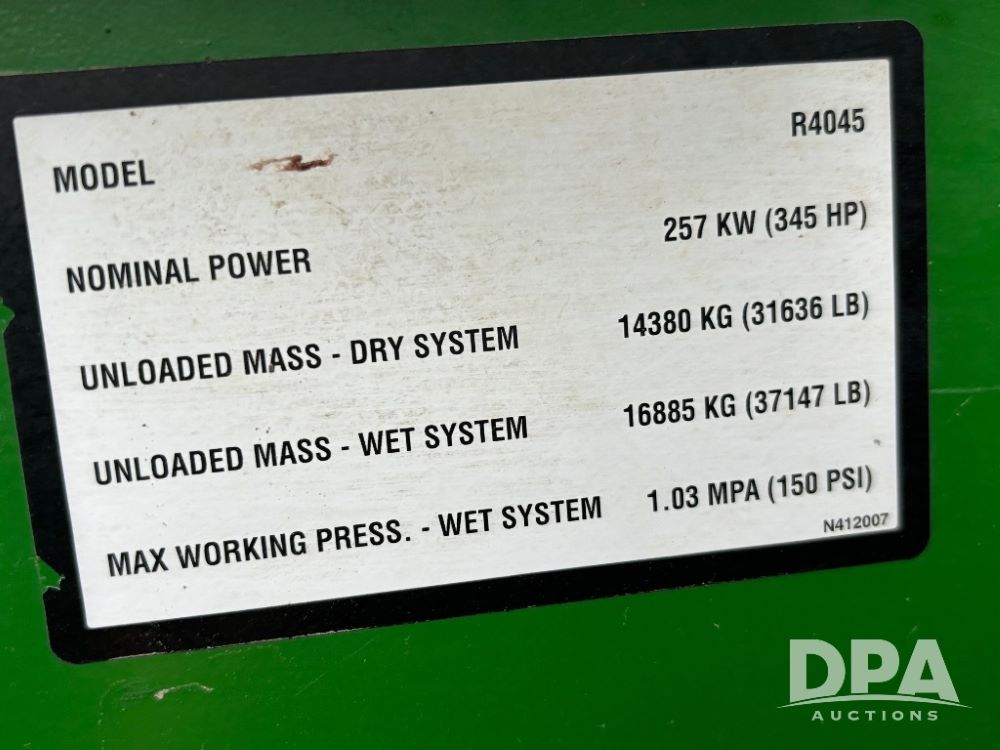 MODEL R4045
NOMINAL POWER 257 KW (345 HP)
UNLOADED MASS - DRY SYSTEM 14380 KG (31636 LB)
UNLOADED MASS - WET SYSTEM 16885 KG (37147 LB)
MAX WORKING PRESS. - WET SYSTEM 1.03 MPA (150 PSI)
N412007
DPA
AUCTIONS